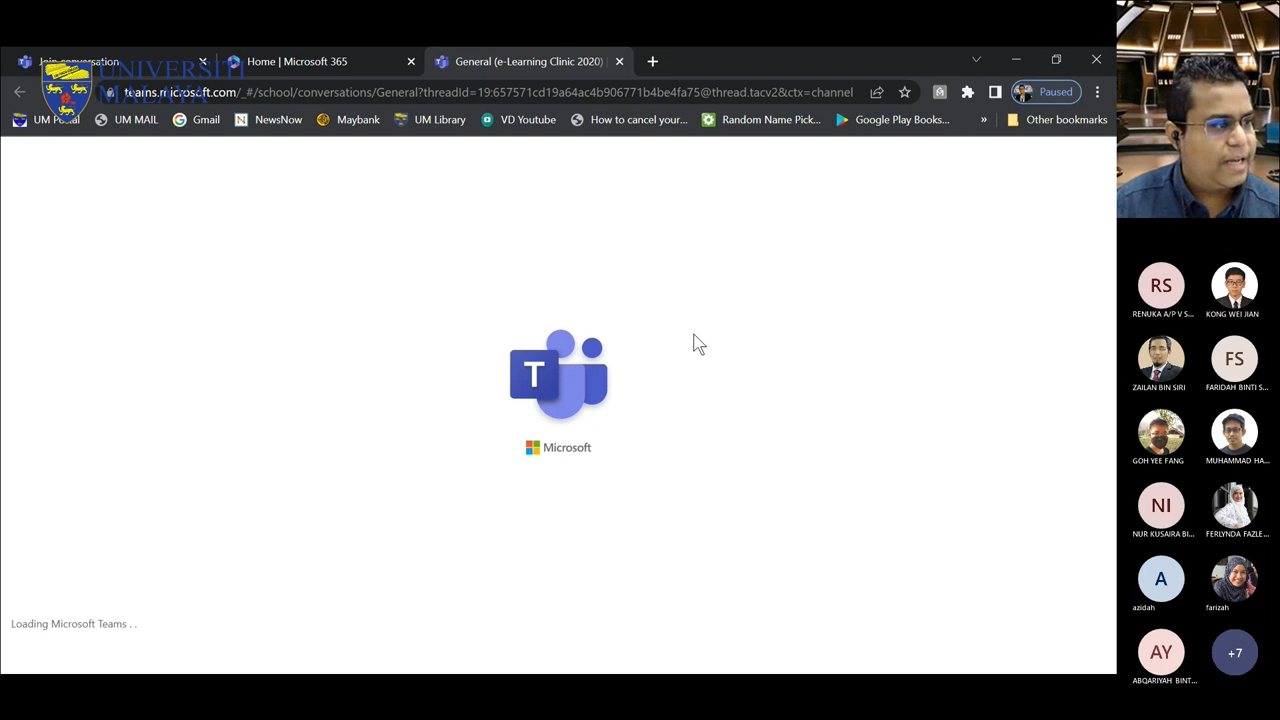 Join conversation
Home | Microsoft 365
General (e-Learning Clinic 2020) |
UNIVERSITI
MALAYA
teams.microsoft.com/_#/school/conversations/General?threadId=19:657571cd19a64ac4b906771b4be4fa75@thread.tacv2&ctx=channel
Paused
UM Portal
UM MAIL
Gmail
NewsNow
Maybank
UM Library
VD Youtube
How to cancel your...
Random Name Pick...
Google Play Books...
»
Other bookmarks
T
Microsoft
Loading Microsoft Teams . .
RS
RENUKA A/P V S...
KONG WEI JIAN
ZAILAN BIN SIRI
FS
FARIDAH BINTI S...
GOH YEE FANG
MUHAMMAD HA...
NI
NUR KUSAIRA BI...
FERLYNDA FAZLE...
A
azidah
farizah
AY
ABQARIYAH BINT...
+7